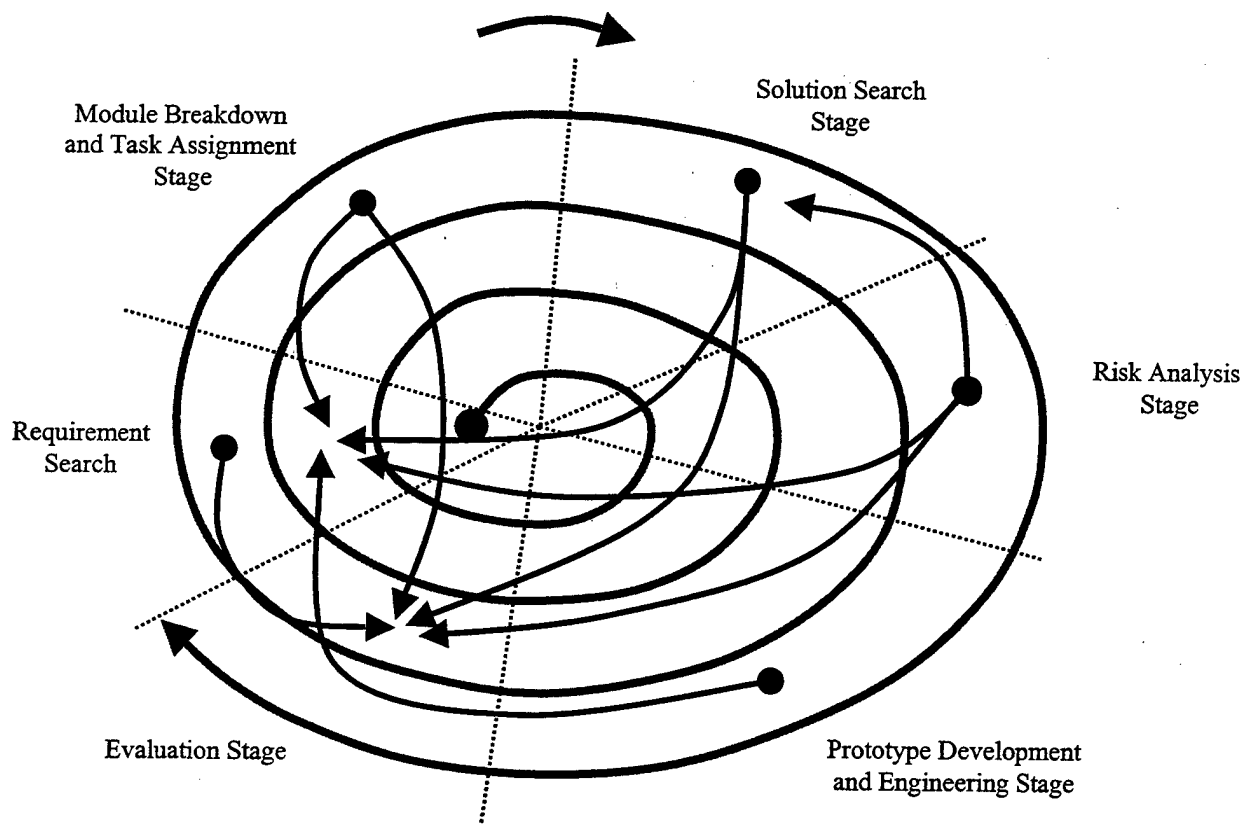 Solution Search
Stage
Module Breakdown
and Task Assignment
Stage
Risk Analysis
Stage
Requirement
Search
Evaluation Stage
Prototype Development
and Engineering Stage